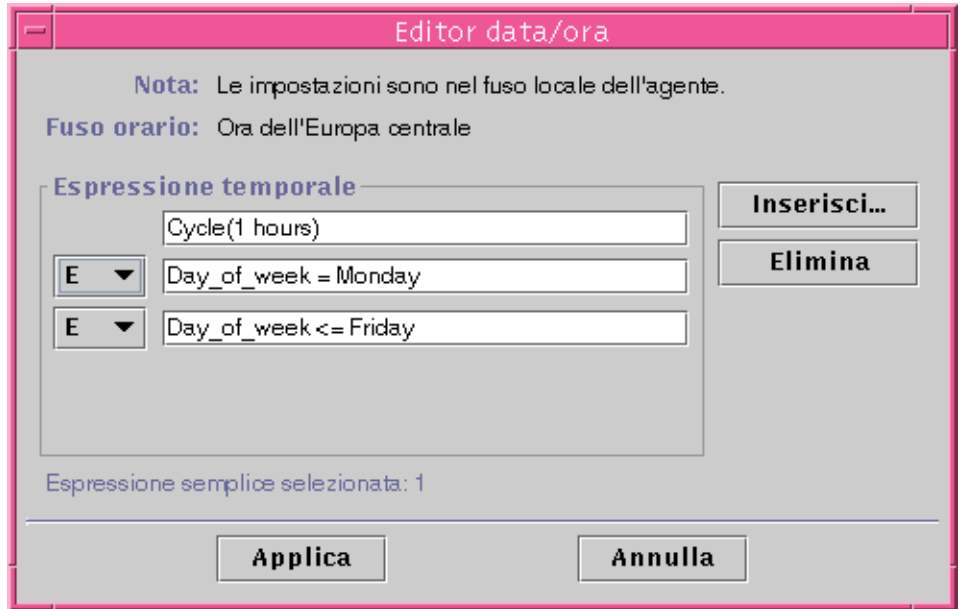 Editor data/ora
Nota: Le impostazioni sono nel fuso locale dell'agente.
Fuso orario: Ora dell'Europa centrale
Espressione temporale
Inserisci...
Cycle(1 hours)
Elimina
E Day_of_week = Monday
E Day_of_week <= Friday
Espressione semplice selezionata: 1
Applica Annulla